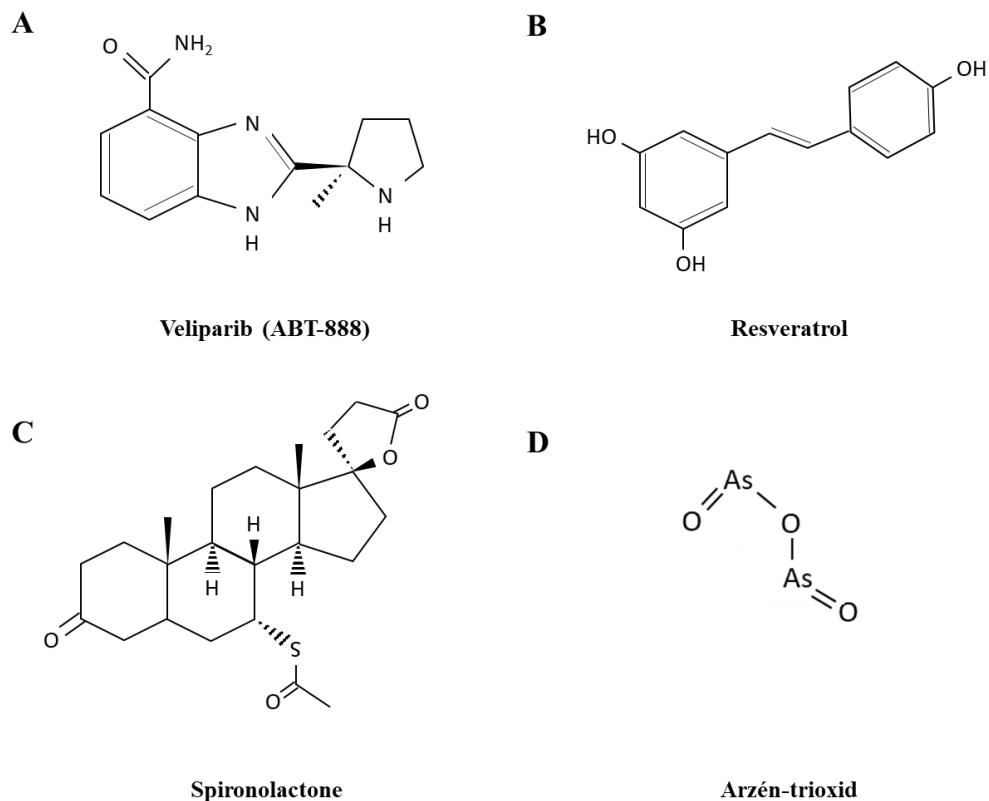 A
O
NH2
N
N
H
N
H
Veliparib (ABT-888)
B
OH
HO
OH
Resveratrol
C
O
O
H
H
H
O
S
O
Spironolactone
D
As
O
O
As
O
Arzén-trioxid